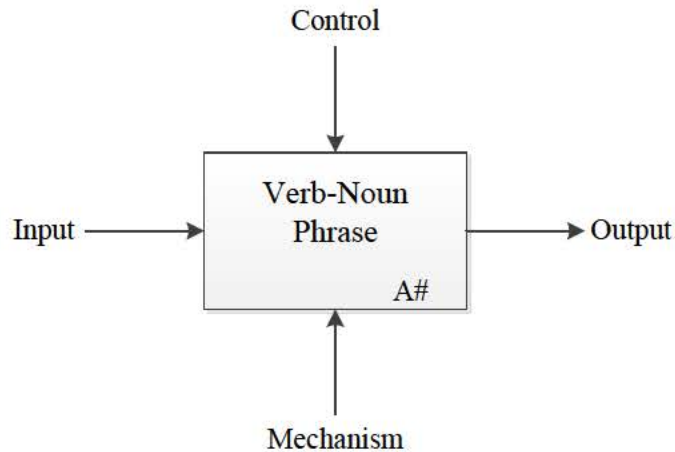 Control
Verb-Noun
Phrase
Input
Output
A#
Mechanism